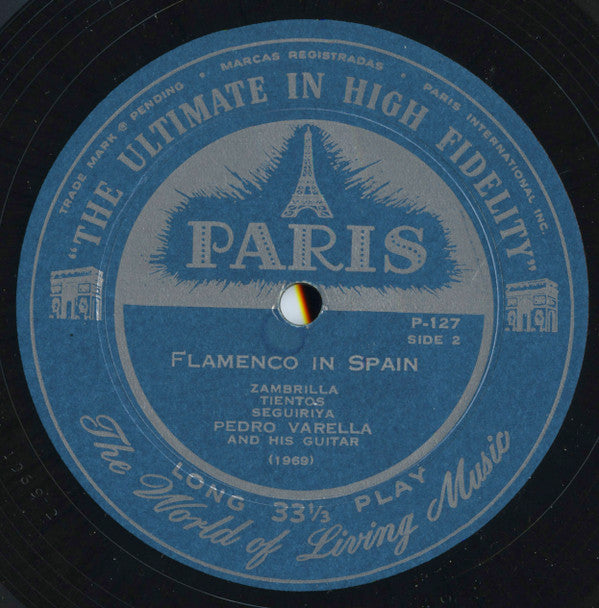 TRADE MARK ® PENDING • MARCAS REGISTRADAS • PARIS INTERNATIONAL INC.
"THE ULTIMATE IN HIGH FIDELITY"
PARIS
P-127
SIDE 2
FLAMENCO IN SPAIN
ZAMBRILLA
TIENTOS
SEGUIRIYA
PEDRO VARELLA
AND HIS GUITAR
(1969)
LONG 33⅓ PLAY
The World of Living Music